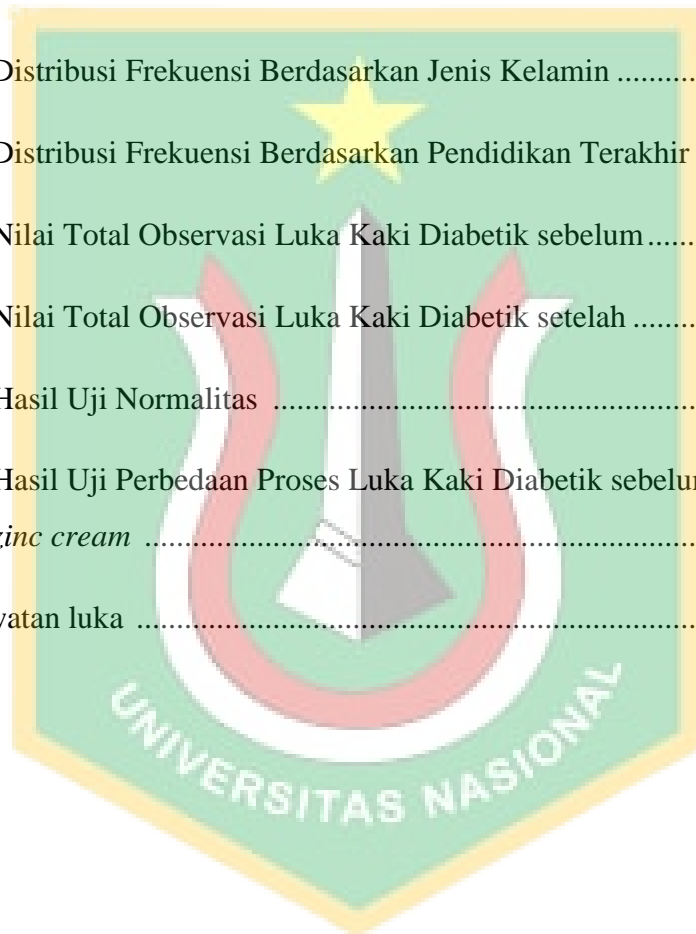 Distribusi Frekuensi Berdasarkan Jenis Kelamin ..........
Distribusi Frekuensi Berdasarkan Pendidikan Terakhir
Nilai Total Observasi Luka Kaki Diabetik sebelum ......
Nilai Total Observasi Luka Kaki Diabetik setelah ........
Hasil Uji Normalitas .....................................................
Hasil Uji Perbedaan Proses Luka Kaki Diabetik
zinc cream .....................................................................
luka ......................................................................
UNIVERSITAS NASIONAL